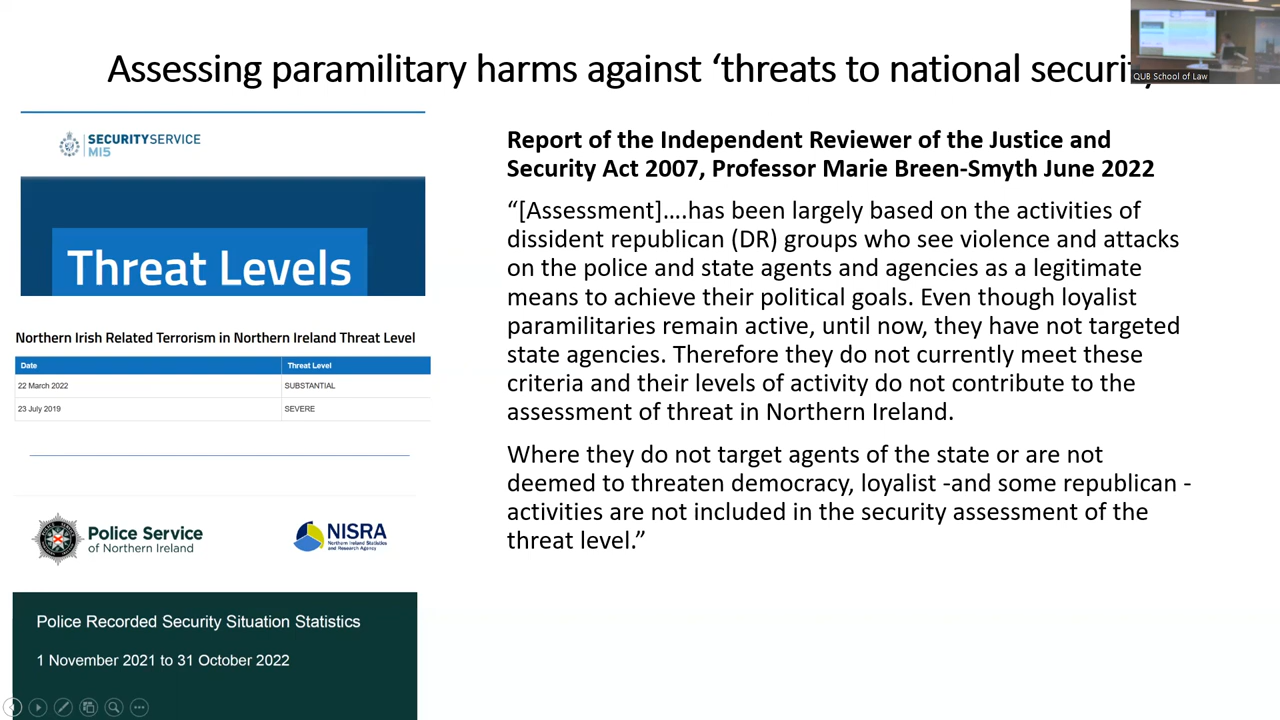 Assessing paramilitary harms against ‘threats to national security
QUB School of Law
SECURITYSERVICE
MI5
Threat Levels
Northern Irish Related Terrorism in Northern Ireland Threat Level
Date Threat Level
22 March 2022 SUBSTANTIAL
23 July 2019 SEVERE
Police Service
of Northern Ireland
NISRA
Northern Ireland Statistics
and Research Agency
Police Recorded Security Situation Statistics
1 November 2021 to 31 October 2022
Report of the Independent Reviewer of the Justice and
Security Act 2007, Professor Marie Breen-Smyth June 2022
“[Assessment]….has been largely based on the activities of
dissident republican (DR) groups who see violence and attacks
on the police and state agents and agencies as a legitimate
means to achieve their political goals. Even though loyalist
paramilitaries remain active, until now, they have not targeted
state agencies. Therefore they do not currently meet these
criteria and their levels of activity do not contribute to the
assessment of threat in Northern Ireland.
Where they do not target agents of the state or are not
deemed to threaten democracy, loyalist -and some republican -
activities are not included in the security assessment of the
threat level.”